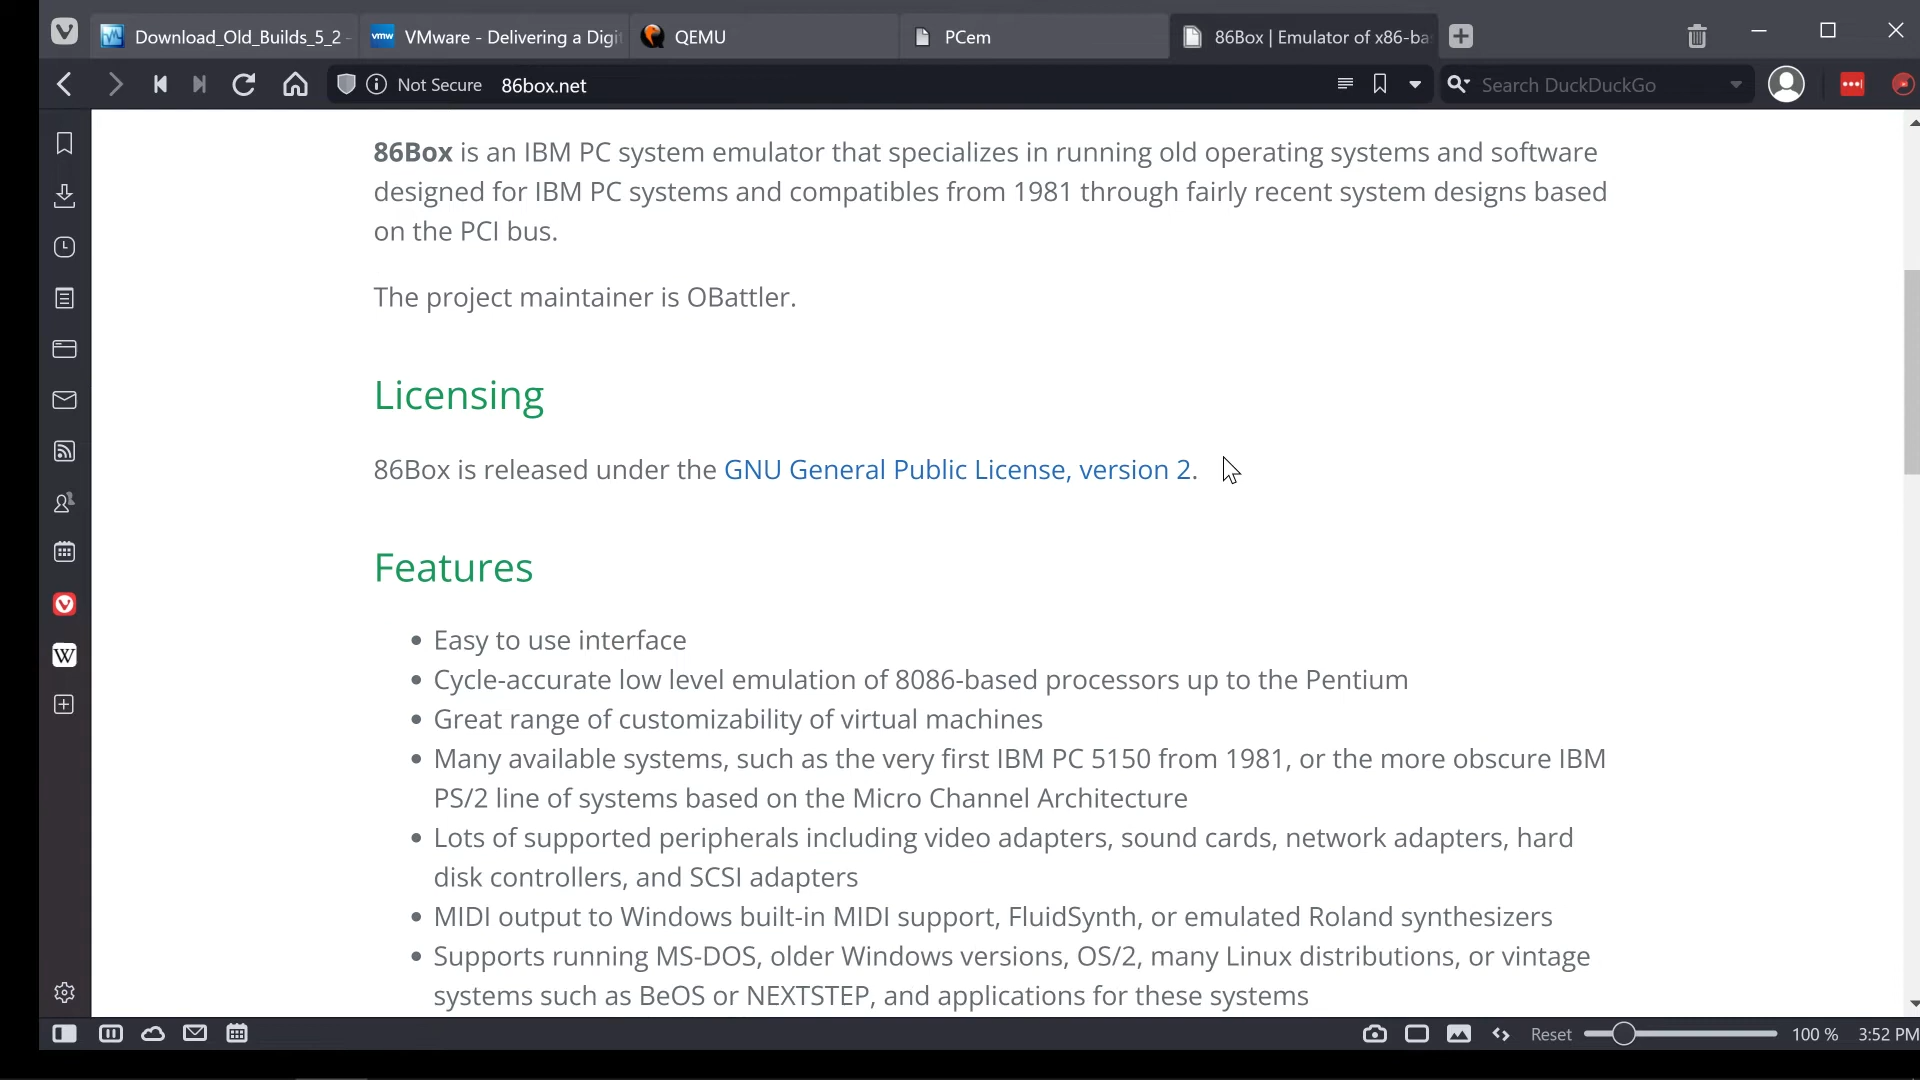 Download_Old_Builds_5_2 -
vmw VMware - Delivering a Digi
QEMU
PCem
86Box | Emulator of x86-ba
Not Secure 86box.net
Search DuckDuckGo
86Box is an IBM PC system emulator that specializes in running old operating systems and software
designed for IBM PC systems and compatibles from 1981 through fairly recent system designs based
on the PCI bus.
The project maintainer is OBattler.
Licensing
86Box is released under the GNU General Public License, version 2.
Features
• Easy to use interface
• Cycle-accurate low level emulation of 8086-based processors up to the Pentium
• Great range of customizability of virtual machines
• Many available systems, such as the very first IBM PC 5150 from 1981, or the more obscure IBM
PS/2 line of systems based on the Micro Channel Architecture
• Lots of supported peripherals including video adapters, sound cards, network adapters, hard
disk controllers, and SCSI adapters
• MIDI output to Windows built-in MIDI support, FluidSynth, or emulated Roland synthesizers
• Supports running MS-DOS, older Windows versions, OS/2, many Linux distributions, or vintage
systems such as BeOS or NEXTSTEP, and applications for these systems
W
Reset 100 % 3:52 PM